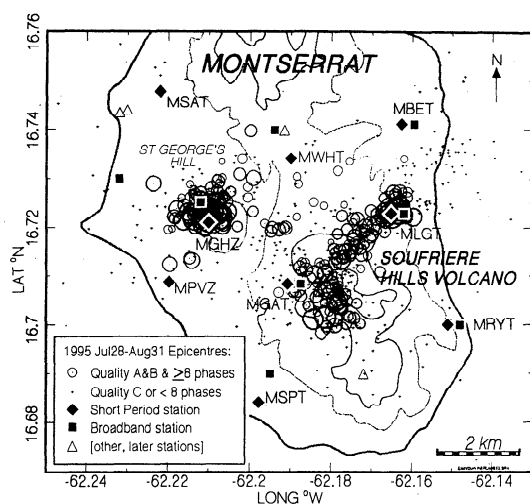 16.76
MONTSERRAT
N
MSAT
MBET
16.74
ST GEORGE'S
HILL
MWHT
16.72
MGHZ
MLGT
LAT °N
SOUFRIERE
HILLS VOLCANO
MPVZ
MGAT
16.7
MRYT
1995 Jul28-Aug31 Epicentres:
Quality A&B & ≥8 phases
Quality C or < 8 phases
Short Period station
Broadband station
[other, later stations]
MSPT
16.68
2 km
-62.24
-62.22
-62.2
-62.18
-62.16
-62.14
LONG °W